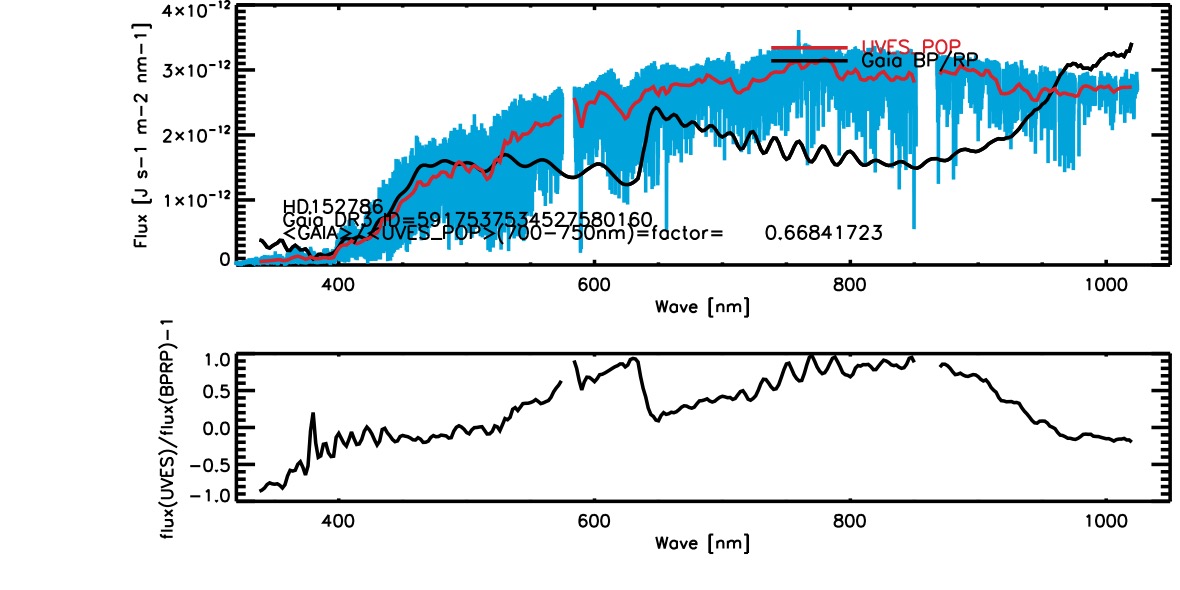 4×10−12
3×10−12
2×10−12
1×10−12
0
Flux [J s−1 m−2 nm−1]
UVES_POP
Gaia BP/RP
HD152786
Gaia DR3 ID=5917537534527580160
<GAIA>/<UVES_POP>(700−750nm)=factor= 0.66841723
400 600 800 1000
Wave [nm]
1.0
0.5
0.0
−0.5
−1.0
flux(UVES)/flux(BPRP)−1
400 600 800 1000
Wave [nm]